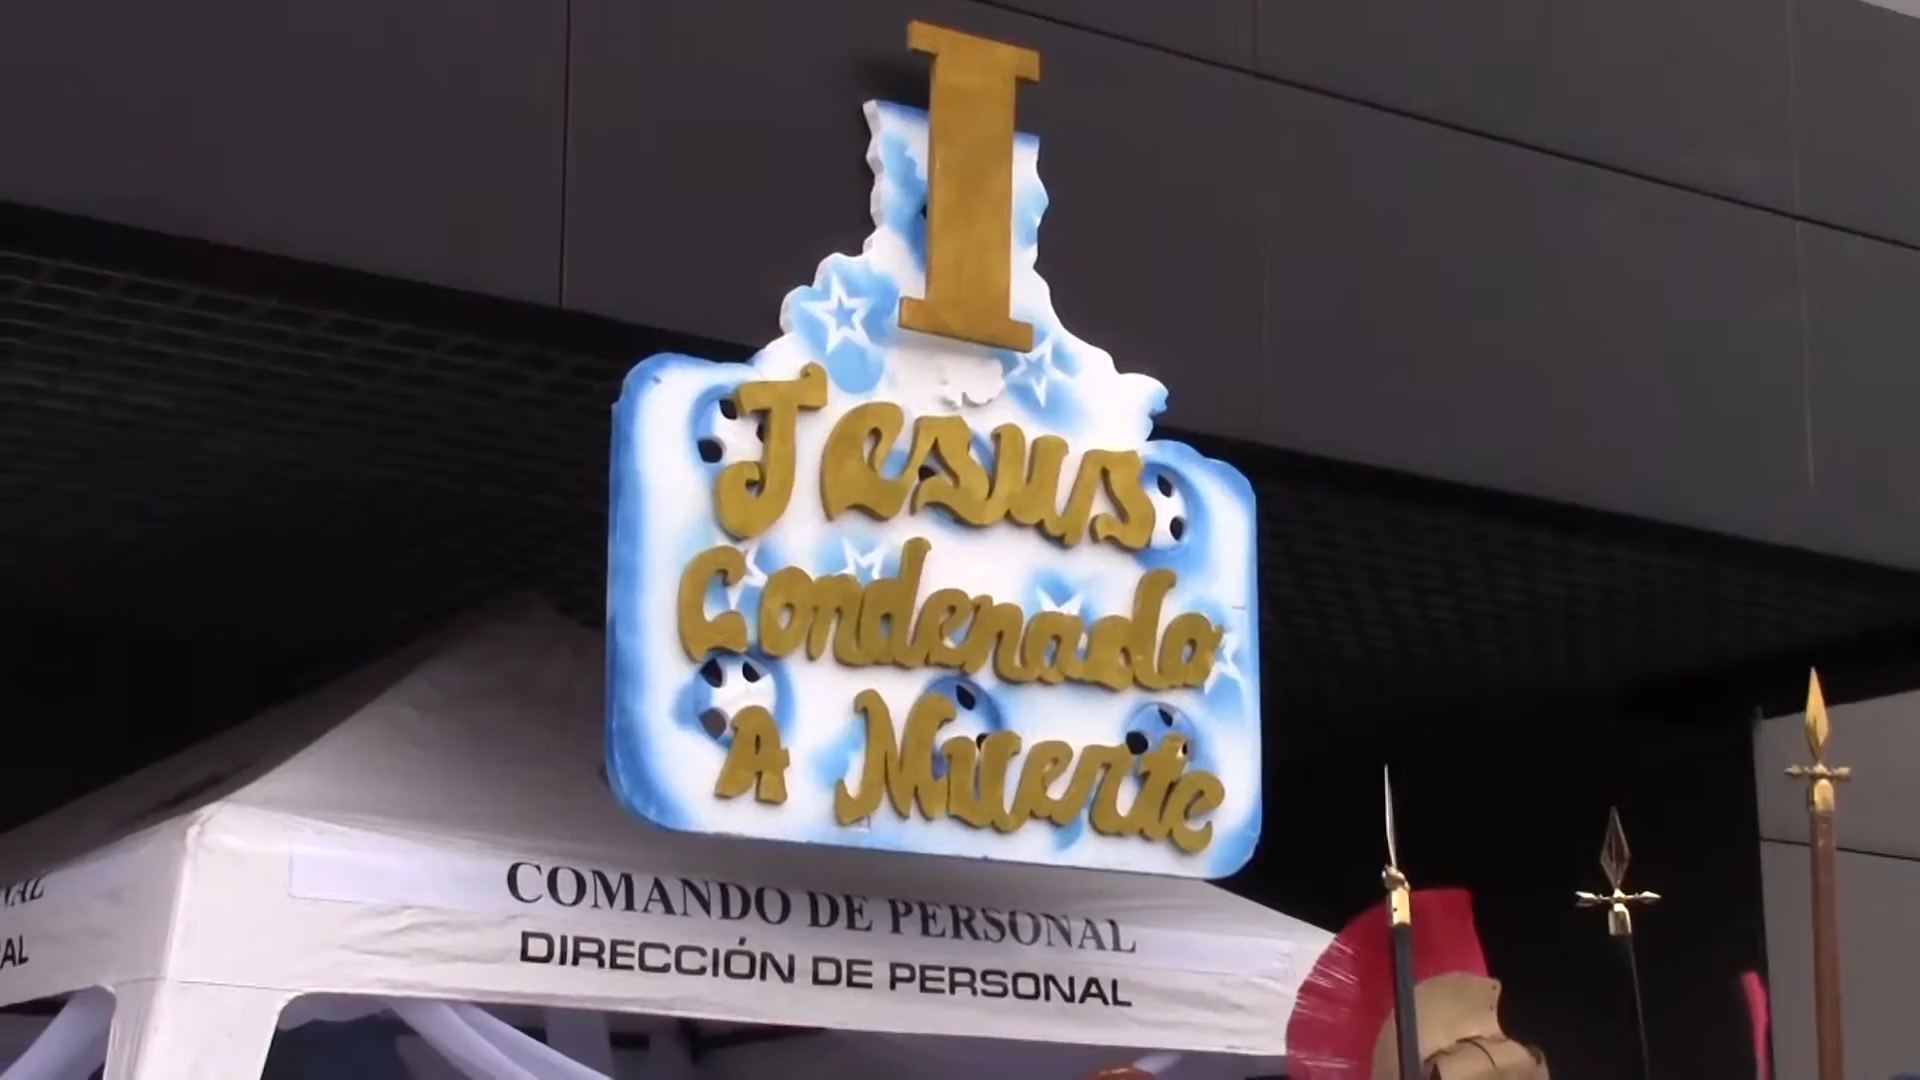 I
Jesus
Condenado
A Muerte
COMANDO DE PERSONAL
DIRECCIÓN DE PERSONAL